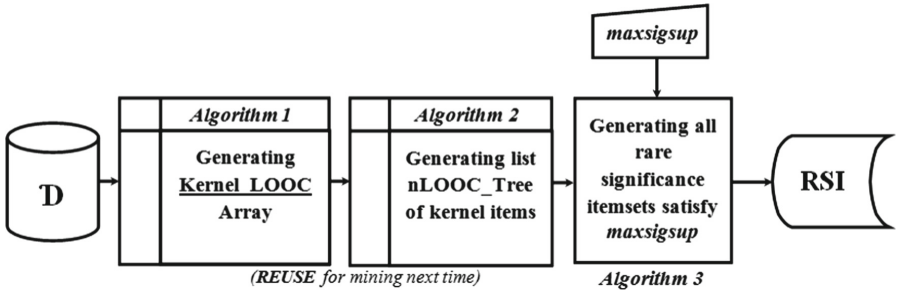 D
Algorithm 1
Generating
Kernel_LOOC
Array
Algorithm 2
Generating list
nLOOC_Tree
of kernel items
(REUSE for mining next time)
maxsigsup
Generating all
rare
significance
itemsets satisfy
maxsigsup
Algorithm 3
RSI